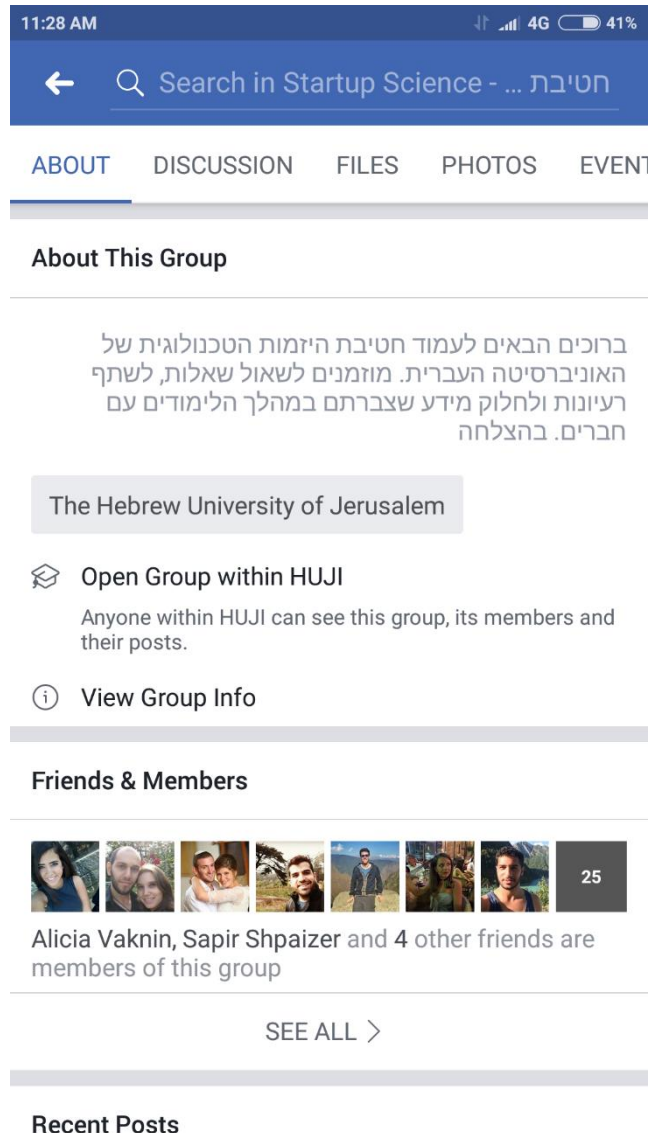 11:28 AM
4G 41%
Search in Startup Science - ... חטיבת
ABOUT DISCUSSION FILES PHOTOS EVENT
About This Group
ברוכים הבאים לעמוד חטיבת היזמות הטכנולוגית של
האוניברסיטה העברית. מוזמנים לשאול שאלות, לשתף
רעיונות ולחלוק מידע שצברתם במהלך הלימודים עם
חברים. בהצלחה
The Hebrew University of Jerusalem
Open Group within HUJI
Anyone within HUJI can see this group, its members and
their posts.
View Group Info
Friends & Members
25
Alicia Vaknin, Sapir Shpaizer and 4 other friends are
members of this group
SEE ALL
Recent Posts